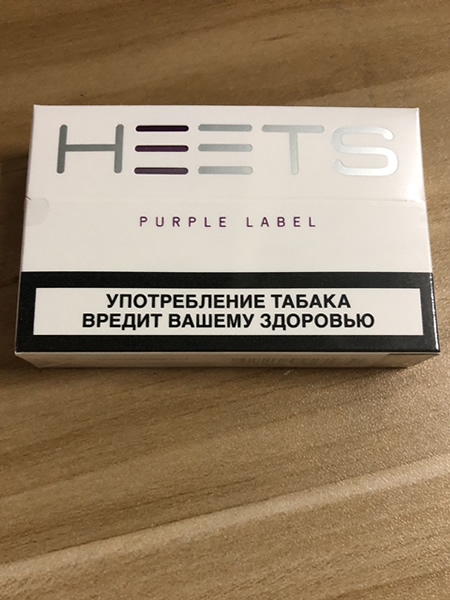 HEETS
PURPLE LABEL
УПОТРЕБЛЕНИЕ ТАБАКА
ВРЕДИТ ВАШЕМУ ЗДОРОВЬЮ